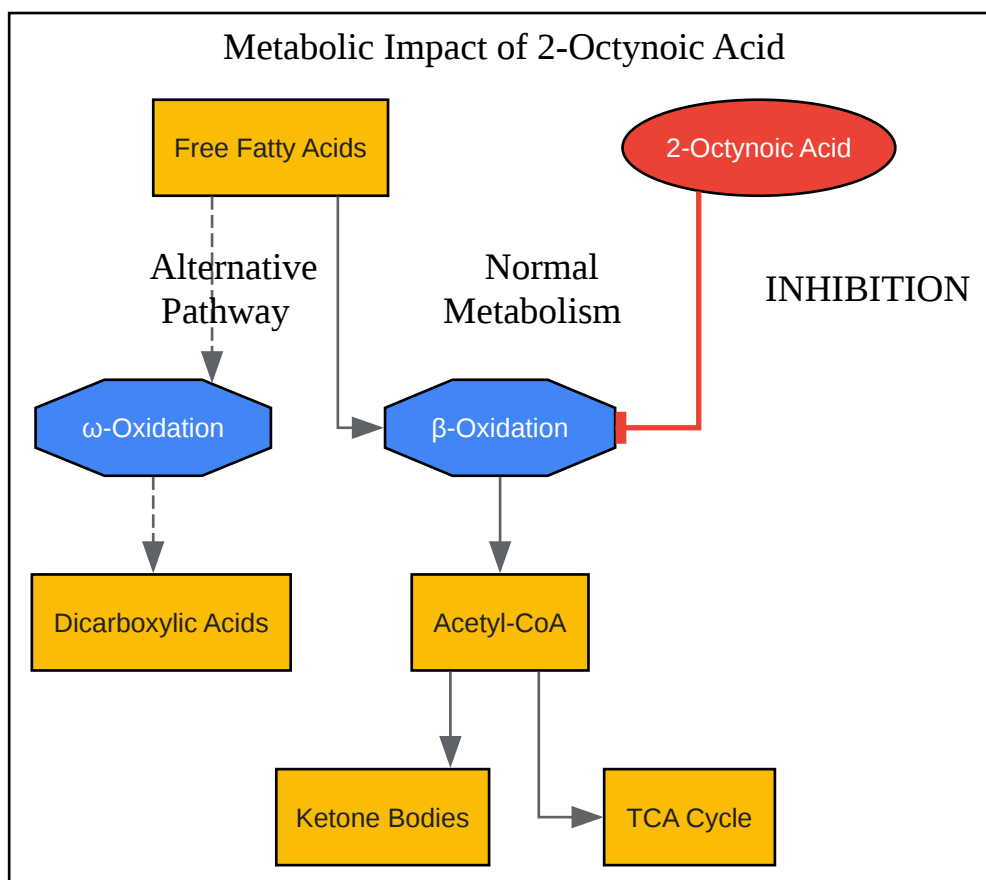 Metabolic Impact of 2-Octynoic Acid
Free Fatty Acids
2-Octynoic Acid
Alternative
Pathway
Normal
Metabolism
INHIBITION
ω-Oxidation
β-Oxidation
Dicarboxylic Acids
Acetyl-CoA
Ketone Bodies
TCA Cycle